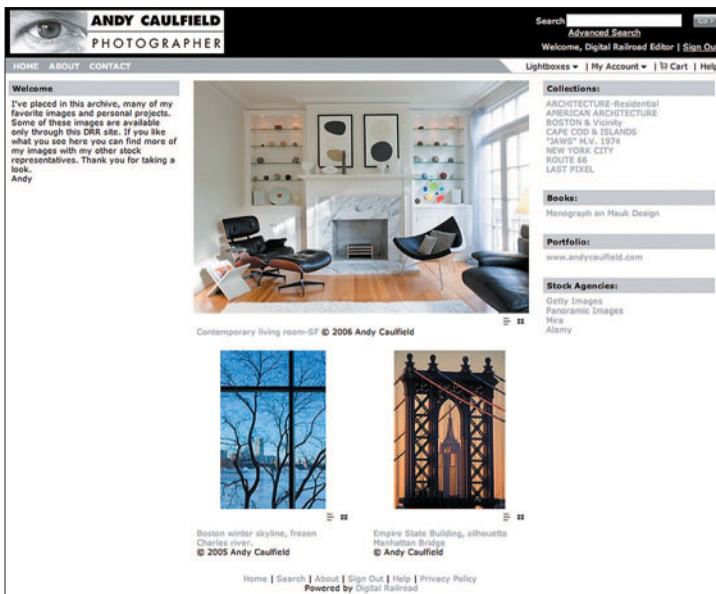 ANDY CAULFIELD
PHOTOGRAPHER
Search
Advanced Search
Welcome, Digital Railroad Editor | Sign Out
HOME ABOUT CONTACT
Lightboxes ▾ | My Account ▾ | Cart | Help
Welcome
I've placed in this archive, many of my
favorite images and personal projects.
Some of these images are available
only through this DRR site. If you like
what you see here you can find more of
my images with my other stock
representatives. Thank you for taking a
look.
Andy
Contemporary living room-SF © 2006 Andy Caulfield
Boston winter skyline, frozen
Charles river.
© 2005 Andy Caulfield
Empire State Building, silhouette
Manhattan Bridge
© Andy Caulfield
Collections:
ARCHITECTURE-Residential
AMERICAN ARCHITECTURE
BOSTON & Vicinity
CAPE COD & ISLANDS
"JAWS" M.V. 1974
NEW YORK CITY
ROUTE 66
LAST PIXEL
Books:
Monograph on Mauk Design
Portfolio:
www.andycaulfield.com
Stock Agencies:
Getty Images
Panoramic Images
Mira
Alamy
Home | Search | About | Sign Out | Help | Privacy Policy
Powered by Digital Railroad